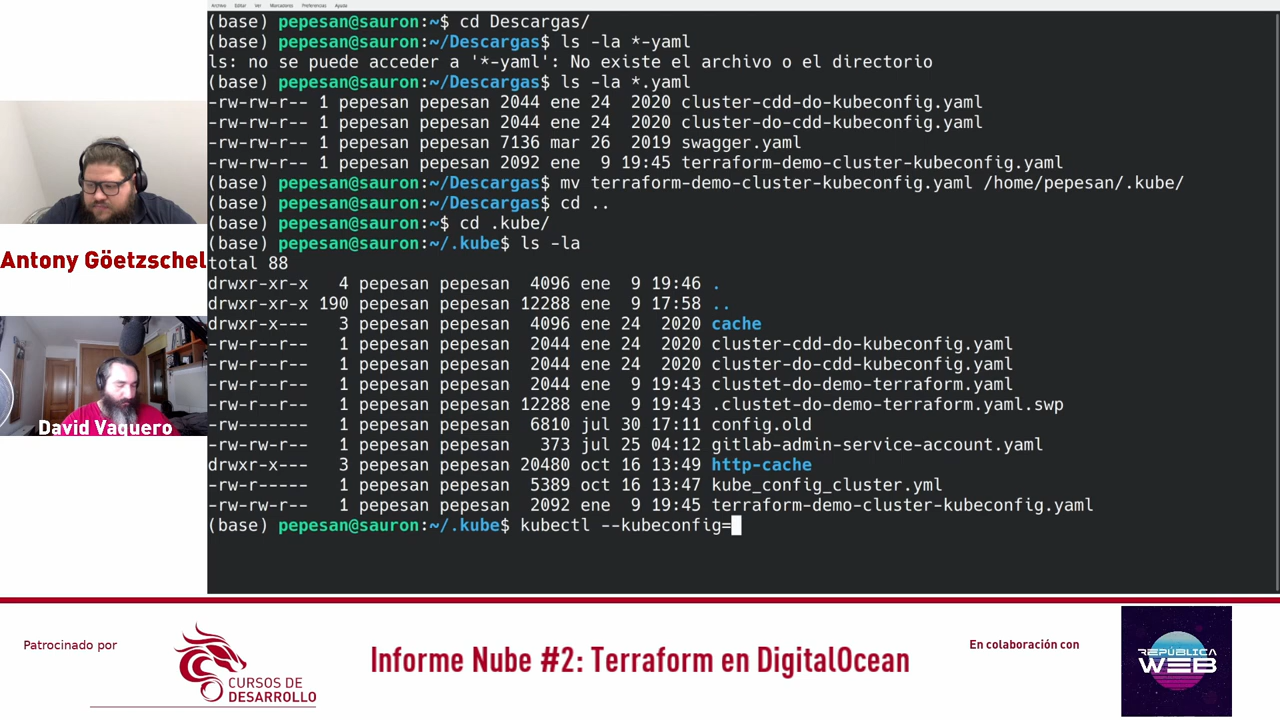 Archivo Editar Ver Marcadores Preferencias Ayuda
(base) pepesan@sauron:~$ cd Descargas/
(base) pepesan@sauron:~/Descargas$ ls -la *-yaml
ls: no se puede acceder a '*-yaml': No existe el archivo o el directorio
(base) pepesan@sauron:~/Descargas$ ls -la *.yaml
-rw-rw-r-- 1 pepesan pepesan 2044 ene 24  2020 cluster-cdd-do-kubeconfig.yaml
-rw-rw-r-- 1 pepesan pepesan 2044 ene 24  2020 cluster-do-cdd-kubeconfig.yaml
-rw-rw-r-- 1 pepesan pepesan 7136 mar 26  2019 swagger.yaml
-rw-rw-r-- 1 pepesan pepesan 2092 ene  9 19:45 terraform-demo-cluster-kubeconfig.yaml
(base) pepesan@sauron:~/Descargas$ mv terraform-demo-cluster-kubeconfig.yaml /home/pepesan/.kube/
(base) pepesan@sauron:~/Descargas$ cd ..
(base) pepesan@sauron:~$ cd .kube/
(base) pepesan@sauron:~/.kube$ ls -la
total 88
drwxr-xr-x   4 pepesan pepesan  4096 ene  9 19:46 .
drwxr-xr-x 190 pepesan pepesan 12288 ene  9 17:58 ..
drwxr-x---   3 pepesan pepesan  4096 ene 24  2020 cache
-rw-r--r--   1 pepesan pepesan  2044 ene 24  2020 cluster-cdd-do-kubeconfig.yaml
-rw-r--r--   1 pepesan pepesan  2044 ene 24  2020 cluster-cdd-do-kubeconfig.yaml
-rw-r--r--   1 pepesan pepesan  2044 ene  9 19:43 clustet-do-demo-terraform.yaml
-rw-r--r--   1 pepesan pepesan 12288 ene  9 19:43 .clustet-do-demo-terraform.yaml.swp
-rw-------   1 pepesan pepesan  6810 jul 30 17:11 config.old
-rw-rw-r--   1 pepesan pepesan   373 jul 25 04:12 gitlab-admin-service-account.yaml
drwxr-x---   3 pepesan pepesan 20480 oct 16 13:49 http-cache
-rw-r-----   1 pepesan pepesan  5389 oct 16 13:47 kube_config_cluster.yml
-rw-rw-r--   1 pepesan pepesan  2092 ene  9 19:45 terraform-demo-cluster-kubeconfig.yaml
(base) pepesan@sauron:~/.kube$ kubectl --kubeconfig=
Antony Göetzschel
David Vaquero
Patrocinado por
CURSOS DE
DESARROLLO
Informe Nube #2: Terraform en DigitalOcean
En colaboración con
REPÚBLICA
WEB